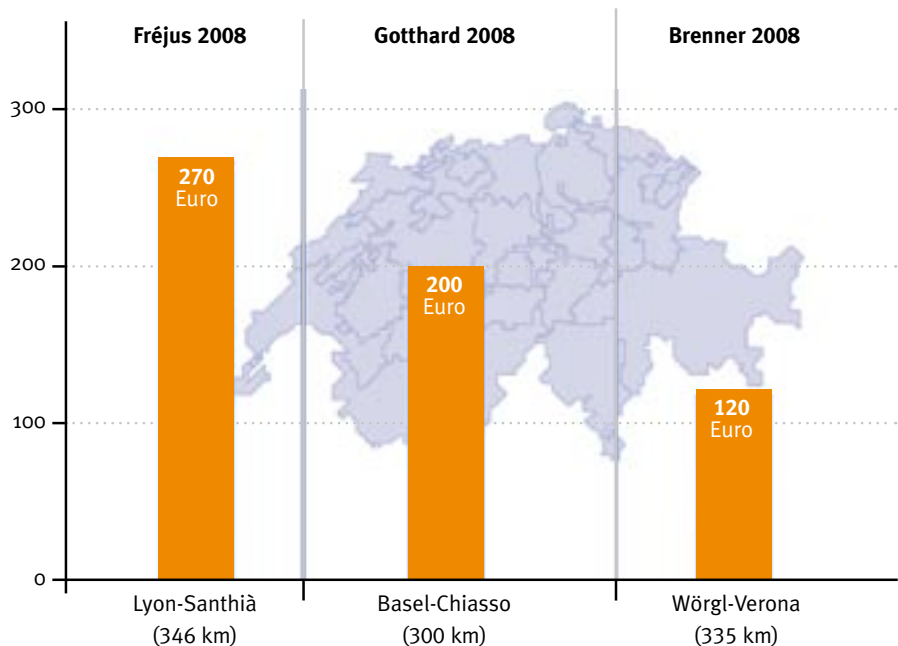 Fréjus 2008
Gotthard 2008
Brenner 2008
300
200
100
0
270
Euro
200
Euro
120
Euro
Lyon-Santhià
(346 km)
Basel-Chiasso
(300 km)
Wörgl-Verona
(335 km)